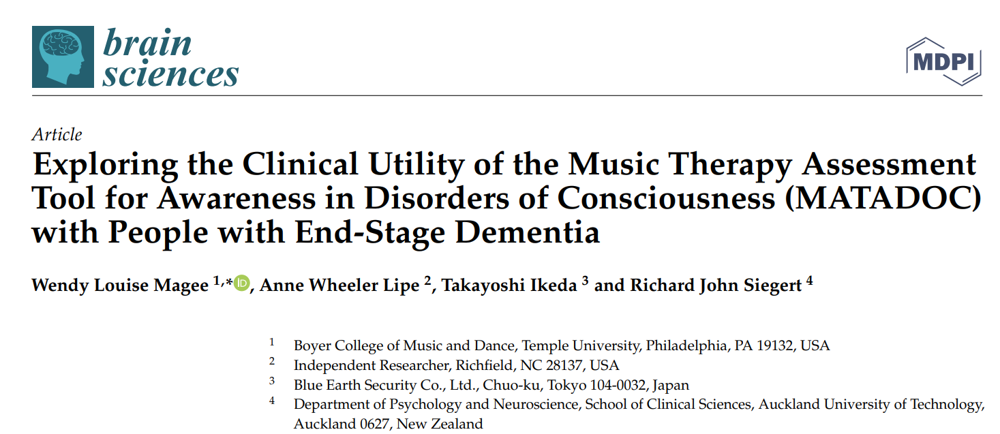 brain
sciences
MDPI
Article
Exploring the Clinical Utility of the Music Therapy Assessment
Tool for Awareness in Disorders of Consciousness (MATADOC)
with People with End-Stage Dementia
Wendy Louise Magee 1,* iD, Anne Wheeler Lipe 2, Takayoshi Ikeda 3 and Richard John Siegert 4
1 Boyer College of Music and Dance, Temple University, Philadelphia, PA 19132, USA
2 Independent Researcher, Richfield, NC 28137, USA
3 Blue Earth Security Co., Ltd., Chuo-ku, Tokyo 104-0032, Japan
4 Department of Psychology and Neuroscience, School of Clinical Sciences, Auckland University of Technology,
Auckland 0627, New Zealand